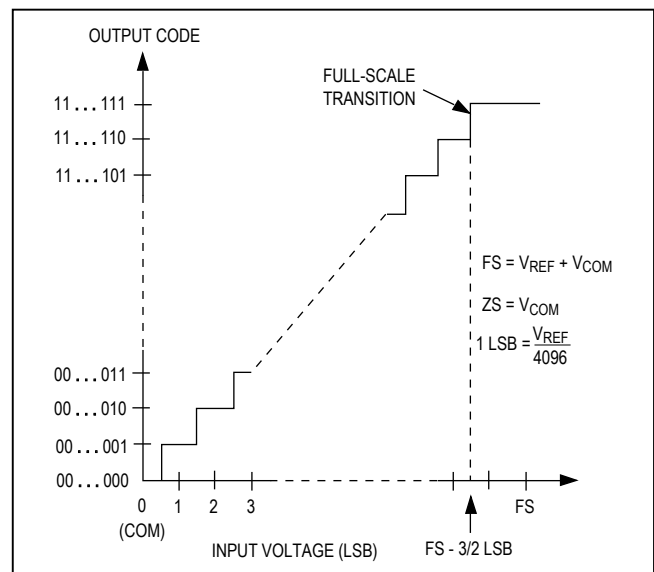 OUTPUT CODE
FULL-SCALE
TRANSITION
11...111
11...110
11...101
FS = VREF + VCOM
ZS = VCOM
1 LSB = VREF
4096
00...011
00...010
00...001
00...000
0 1 2 3 FS
(COM)
INPUT VOLTAGE (LSB)
FS - 3/2 LSB